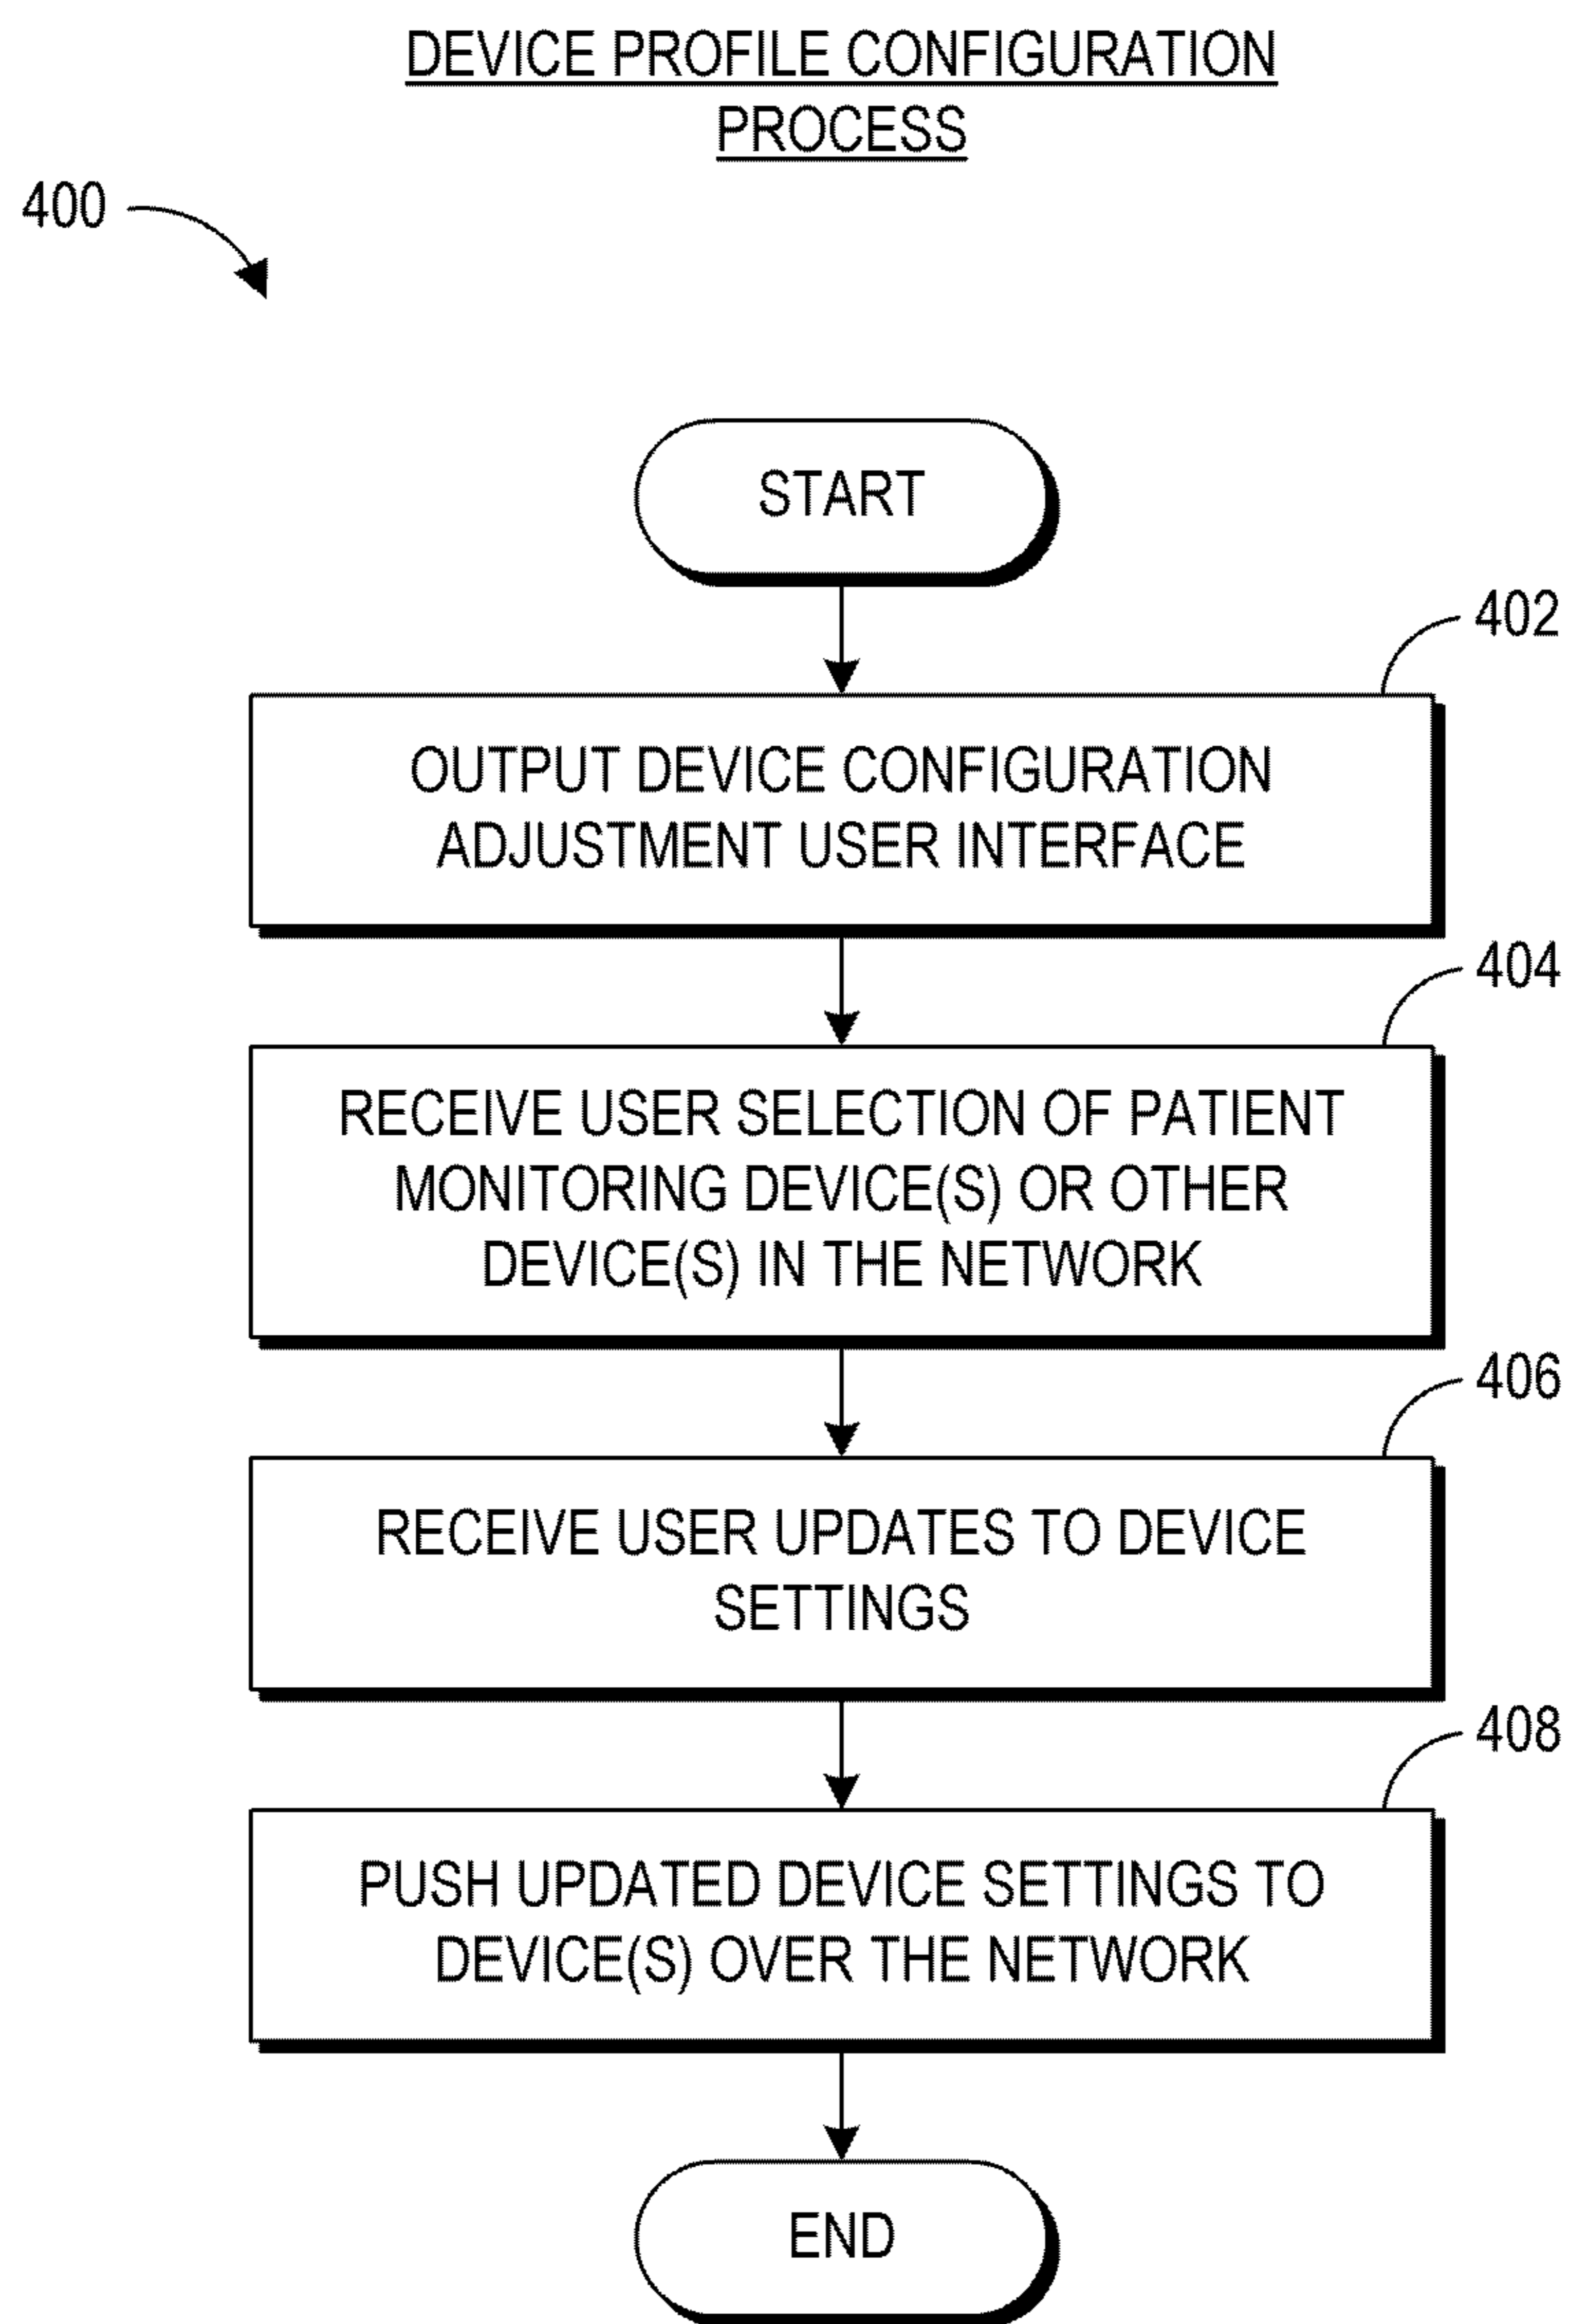 DEVICE PROFILE CONFIGURATION
PROCESS
400
START
402
OUTPUT DEVICE CONFIGURATION
ADJUSTMENT USER INTERFACE
404
RECEIVE USER SELECTION OF PATIENT
MONITORING DEVICE(S) OR OTHER
DEVICE(S) IN THE NETWORK
406
RECEIVE USER UPDATES TO DEVICE
SETTINGS
408
PUSH UPDATED DEVICE SETTINGS TO
DEVICE(S) OVER THE NETWORK
END